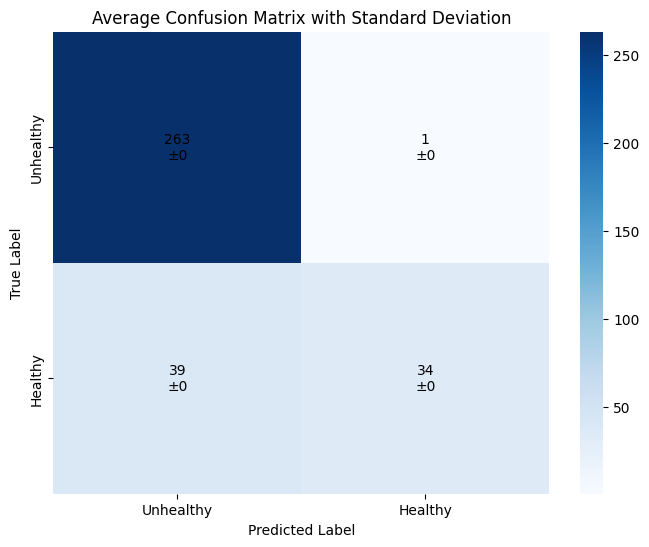 Average Confusion Matrix with Standard Deviation
True Label
Unhealthy
Healthy
263
±0
1
±0
39
±0
34
±0
Unhealthy
Healthy
Predicted Label
250
200
150
100
50